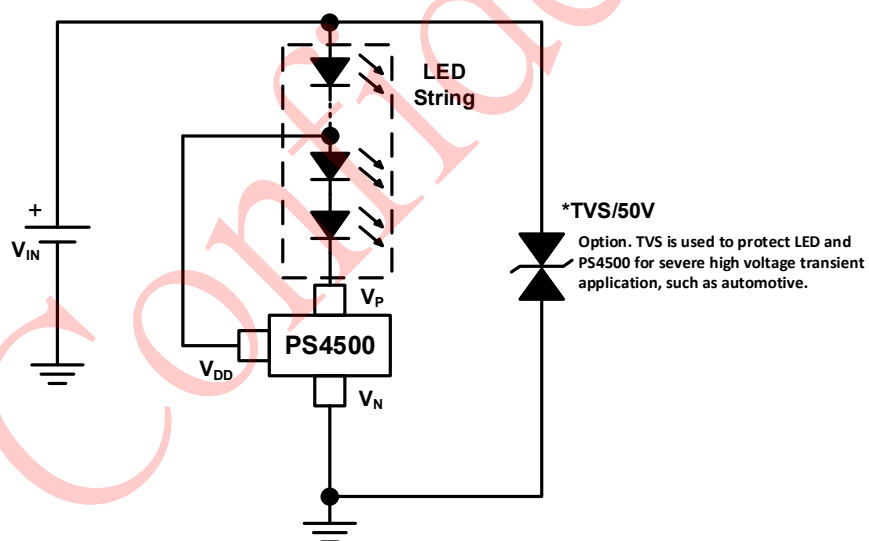 Confide
LED
String
+
VIN
*TVS/50V
Option. TVS is used to protect LED and
PS4500 for severe high voltage transient
application, such as automotive.
VP
PS4500
VDD
VN